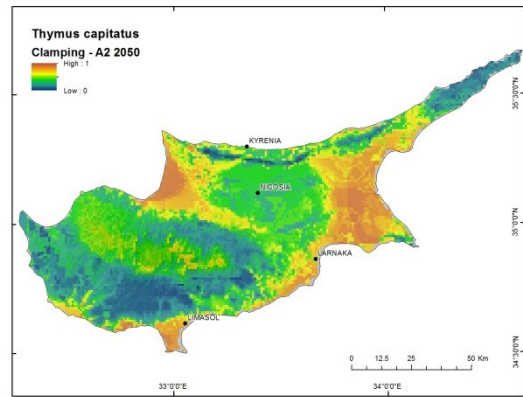 Thymus capitatus
Clamping - A2 2050
High : 1
Low : 0
KYRENIA
NICOSIA
LARNAKA
LIMASOL
35°30'0"N
35°0'0"N
34°30'0"N
0 12.5 25 50 Km
33°0'0"E
34°0'0"E